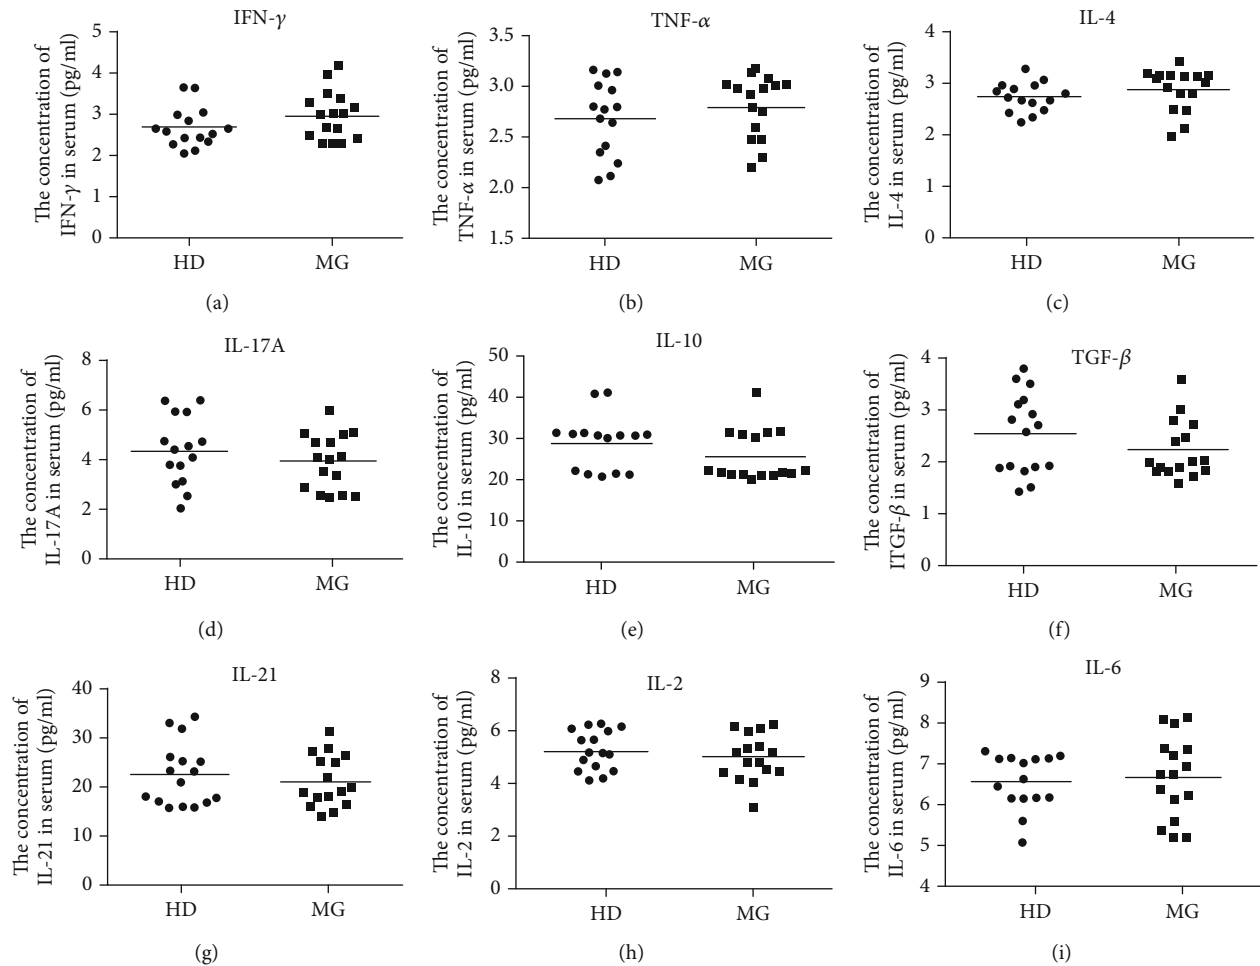 IFN-γ
The concentration of
IFN-γ in serum (pg/ml)
5
4
3
2
1
0
HD
MG
(a)
TNF-α
The concentration of
TNF-α in serum (pg/ml)
3.5
3.0
2.5
2.0
1.5
HD
MG
(b)
IL-4
The concentration of
IL-4 in serum (pg/ml)
4
3
2
1
0
HD
MG
(c)
IL-17A
The concentration of
IL-17A in serum (pg/ml)
8
6
4
2
0
HD
MG
(d)
IL-10
The concentration of
IL-10 in serum (pg/ml)
50
40
30
20
10
0
HD
MG
(e)
TGF-β
The concentration of
ITGF-β in serum (pg/ml)
4
3
2
1
0
HD
MG
(f)
IL-21
The concentration of
IL-21 in serum (pg/ml)
40
30
20
10
0
HD
MG
(g)
IL-2
The concentration of
IL-2 in serum (pg/ml)
8
6
4
2
0
HD
MG
(h)
IL-6
The concentration of
IL-6 in serum (pg/ml)
9
8
7
6
5
4
HD
MG
(i)